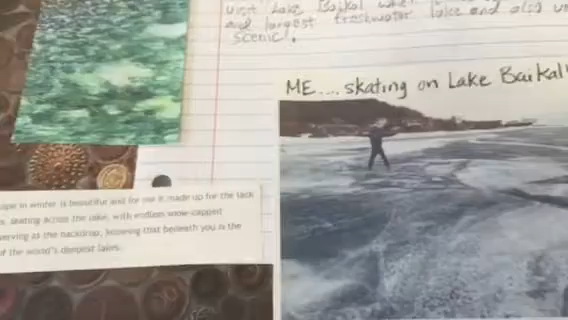 visit Lake Baikal
and largest freshwater lake and also
scenic!
ME.... skating on Lake Baikal!
in winter is beautiful and for me it made up for the lack
skating across the lake, with endless snow-capped
serving as the backdrop, knowing that beneath you is the
of the world's deepest lakes.